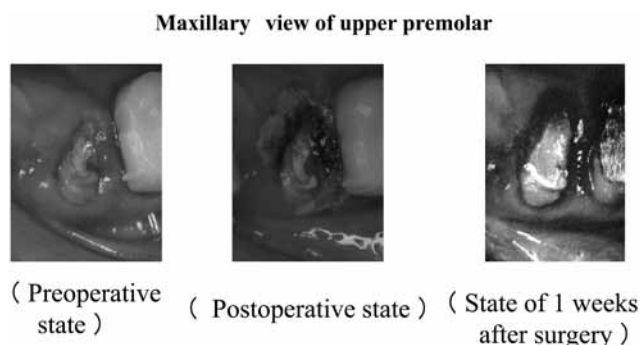 Maxillary view of upper premolar
( Preoperative
state )
( Postoperative state )
( State of 1 weeks
after surgery )